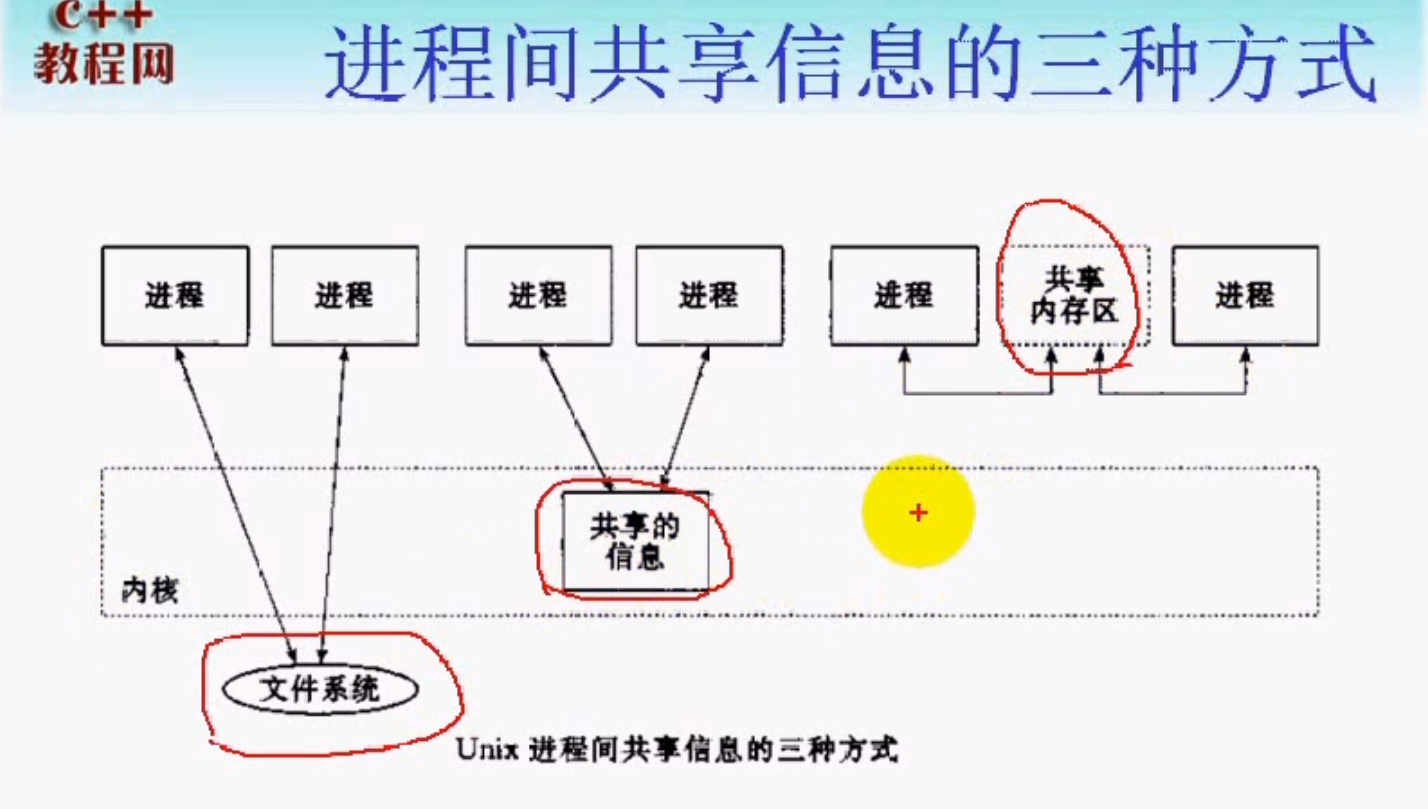 c++
教程网
进程间共享信息的三种方式
进程
进程
进程
进程
进程
共享
内存区
进程
共享的
信息
内核
文件系统
Unix 进程间共享信息的三种方式